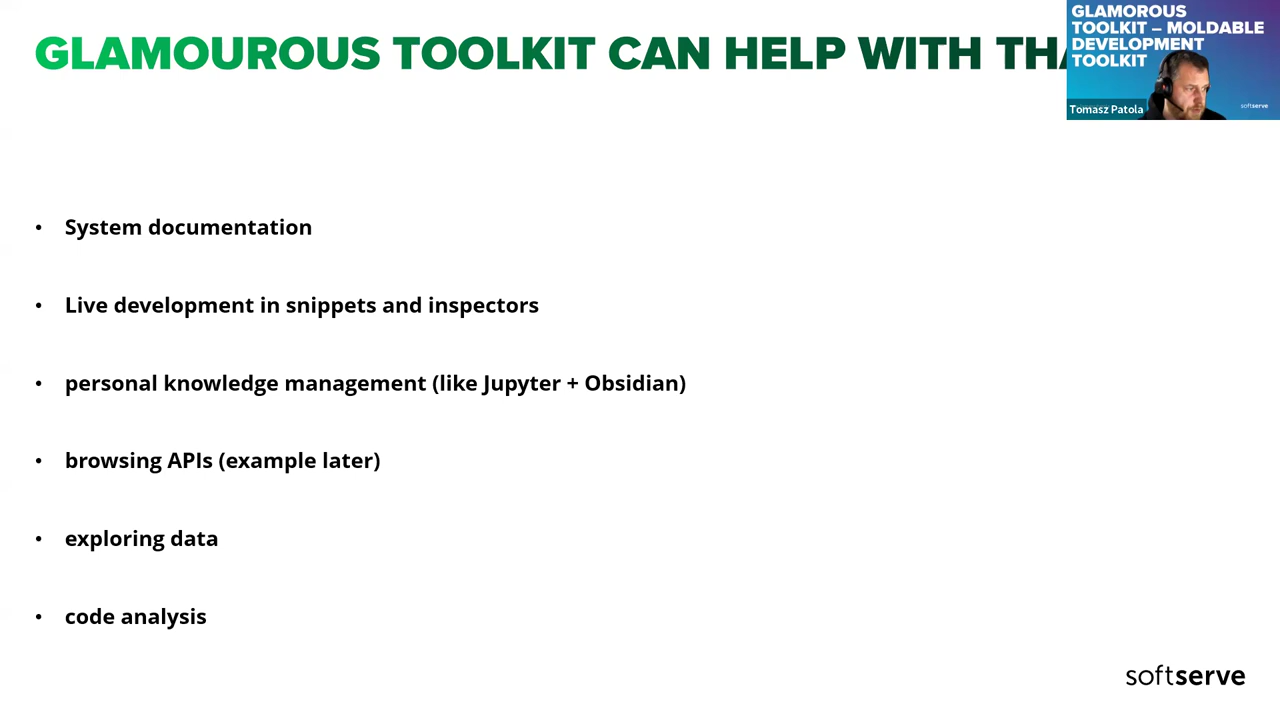 GLAMOUROUS TOOLKIT CAN HELP WITH
GLAMOROUS
TOOLKIT – MOLDABLE
DEVELOPMENT
TOOLKIT
softserve
Tomasz Patola
• System documentation
• Live development in snippets and inspectors
• personal knowledge management (like Jupyter + Obsidian)
• browsing APIs (example later)
• exploring data
• code analysis
softserve